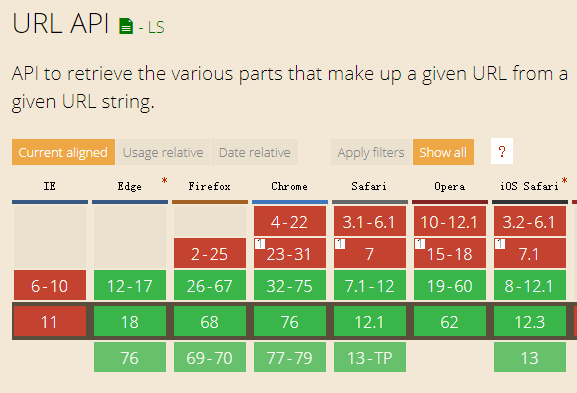 URL API - LS
API to retrieve the various parts that make up a given URL from a
given URL string.
Current aligned Usage relative Date relative Apply filters Show all ?
IE Edge * Firefox Chrome Safari Opera iOS Safari *
4-22 3.1-6.1 10-12.1 3.2-6.1
2-25 1 23-31 1 7 1 15-18 1 7.1
6-10 12-17 26-67 32-75 7.1-12 19-60 8-12.1
11 18 68 76 12.1 62 12.3
76 69-70 77-79 13-TP 13